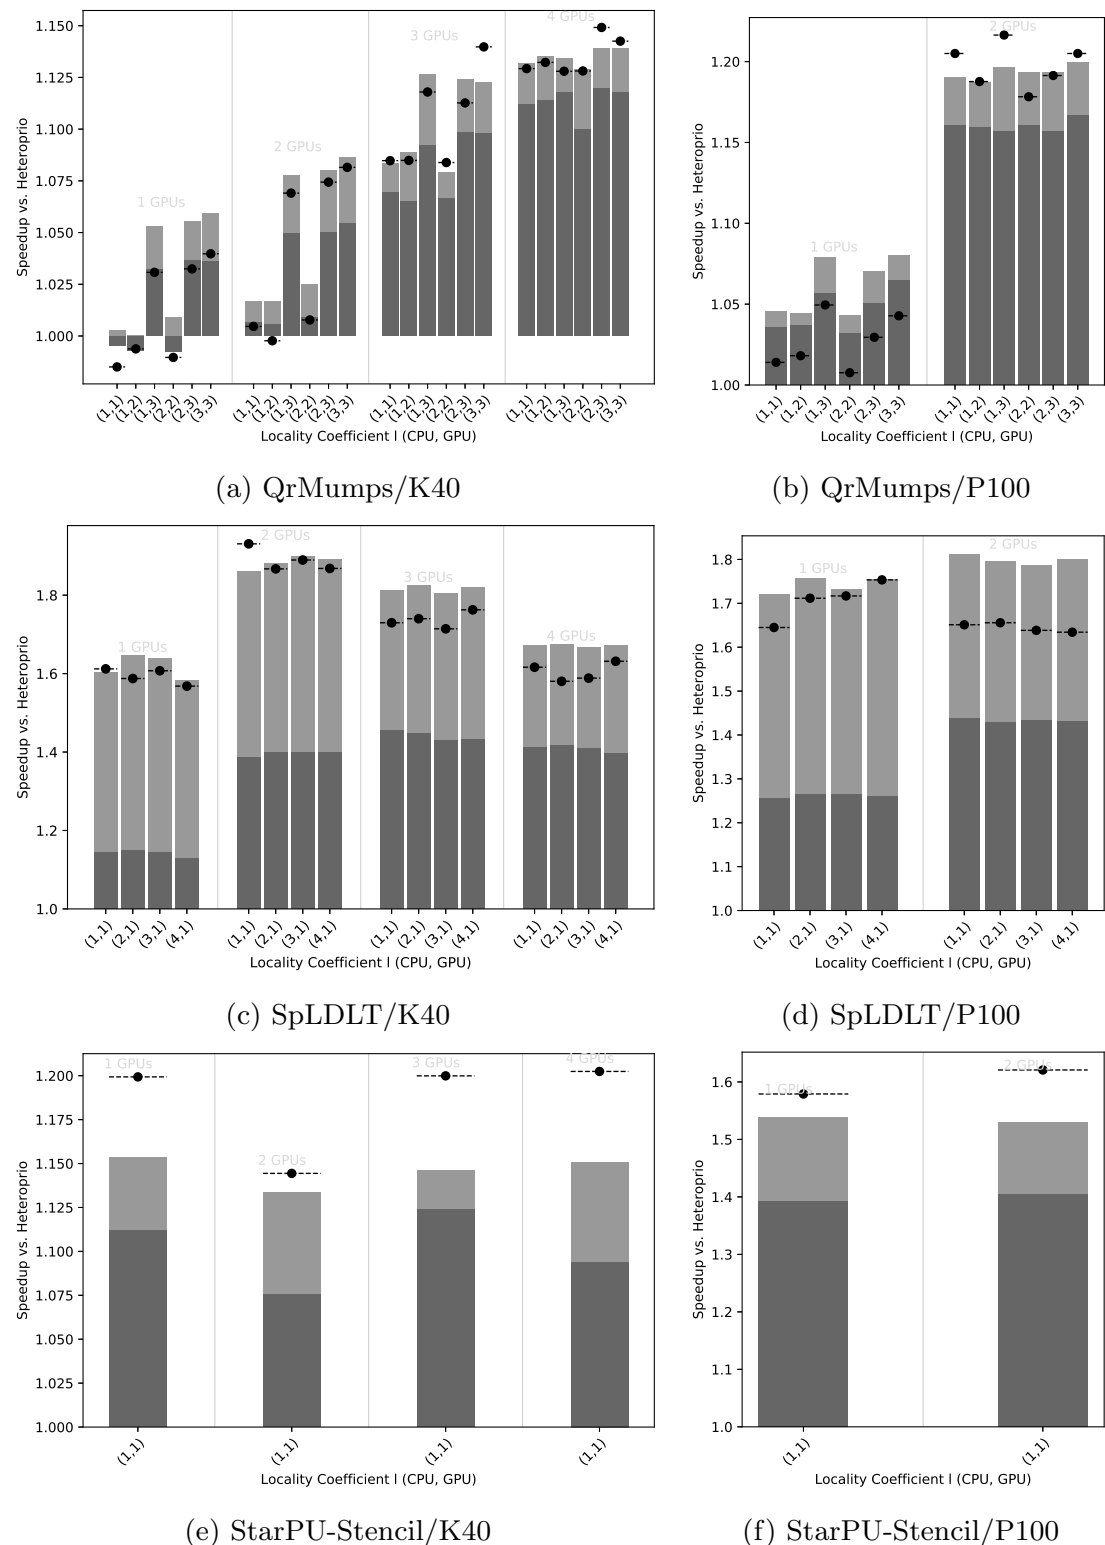 Speedup vs. Heteroprio
1.150
1.125
1.100
1.075
1.050
1.025
1.000
1 GPUs
2 GPUs
3 GPUs
4 GPUs
(1,1) (1,2) (1,3) (2,2) (2,3) (3,3) (1,1) (1,2) (1,3) (2,2) (2,3) (3,3) (1,1) (1,2) (1,3) (2,2) (2,3) (3,3) (1,1) (1,2) (1,3) (2,2) (2,3) (3,3)
Locality Coefficient l (CPU, GPU)
(a) QrMumps/K40
Speedup vs. Heteroprio
1.20
1.15
1.10
1.05
1.00
1 GPUs
2 GPUs
(1,1) (1,2) (1,3) (2,2) (2,3) (3,3) (1,1) (1,2) (1,3) (2,2) (2,3) (3,3)
Locality Coefficient l (CPU, GPU)
(b) QrMumps/P100
Speedup vs. Heteroprio
1.8
1.6
1.4
1.2
1.0
1 GPUs
2 GPUs
3 GPUs
4 GPUs
(1,1) (2,1) (3,1) (4,1) (1,1) (2,1) (3,1) (4,1) (1,1) (2,1) (3,1) (4,1) (1,1) (2,1) (3,1) (4,1)
Locality Coefficient l (CPU, GPU)
(c) SpLDLT/K40
Speedup vs. Heteroprio
1.8
1.7
1.6
1.5
1.4
1.3
1.2
1.1
1.0
1 GPUs
2 GPUs
(1,1) (2,1) (3,1) (4,1) (1,1) (2,1) (3,1) (4,1)
Locality Coefficient l (CPU, GPU)
(d) SpLDLT/P100
Speedup vs. Heteroprio
1.200
1.175
1.150
1.125
1.100
1.075
1.050
1.025
1.000
1 GPUs
2 GPUs
3 GPUs
4 GPUs
(1,1) (1,1) (1,1) (1,1)
Locality Coefficient l (CPU, GPU)
(e) StarPU-Stencil/K40
Speedup vs. Heteroprio
1.6
1.5
1.4
1.3
1.2
1.1
1.0
1 GPUs
2 GPUs
(1,1) (1,1)
Locality Coefficient l (CPU, GPU)
(f) StarPU-Stencil/P100